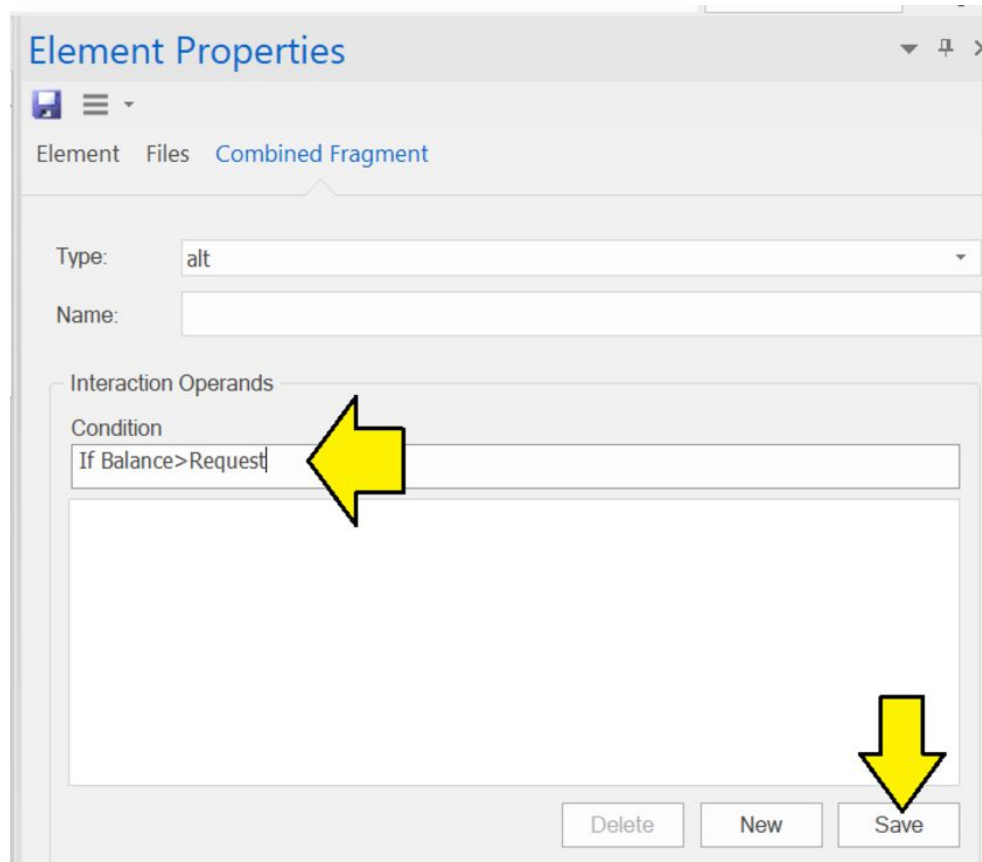 Element Properties
Element Files Combined Fragment
Type: alt
Name:
Interaction Operands
Condition
If Balance>Request
Delete New Save